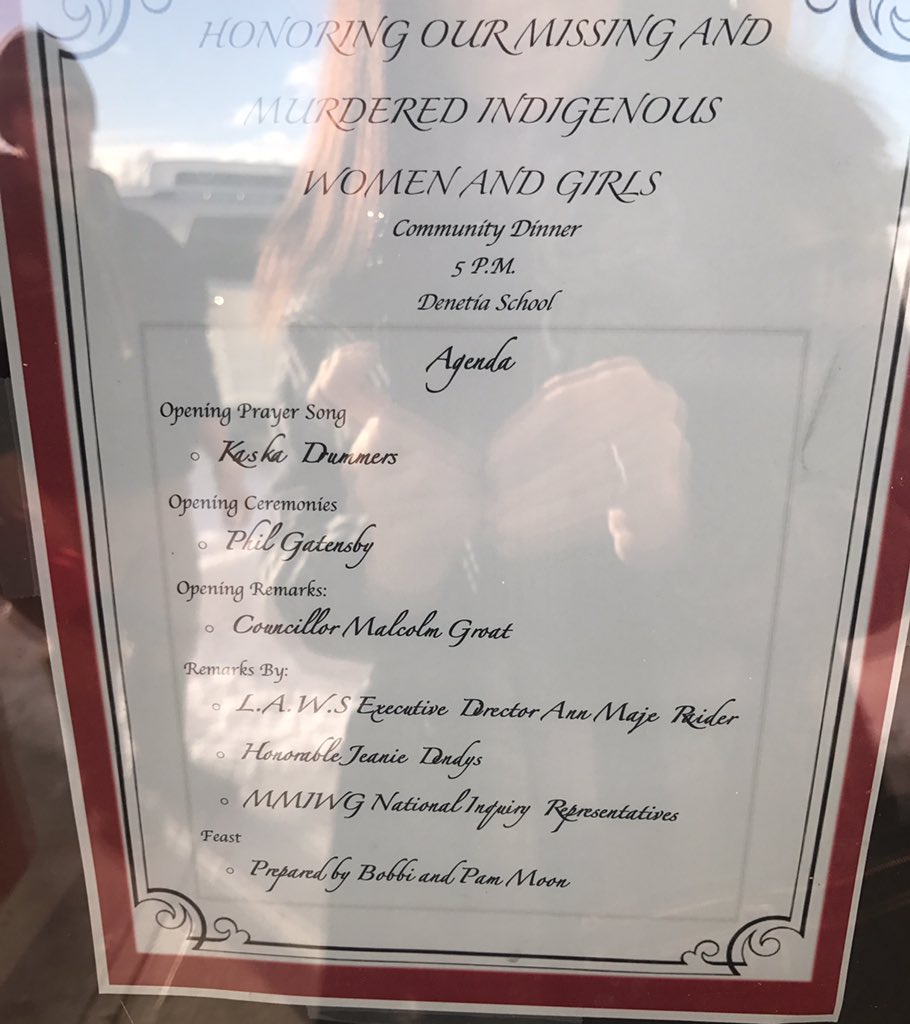 HONORING OUR MISSING AND
MURDERED INDIGENOUS
WOMEN AND GIRLS
Community Dinner
5 P.M.
Denetia School
Agenda
Opening Prayer Song
Kaska Drummers
Opening Ceremonies
Phil Gatensby
Opening Remarks:
Councillor Malcolm Groat
Remarks By:
L.A.W.S Executive Director Ann Maje Raider
Honorable Jeanie Dendys
MMIWG National Inquiry Representatives
Feast
Prepared by Bobbi and Pam Moon